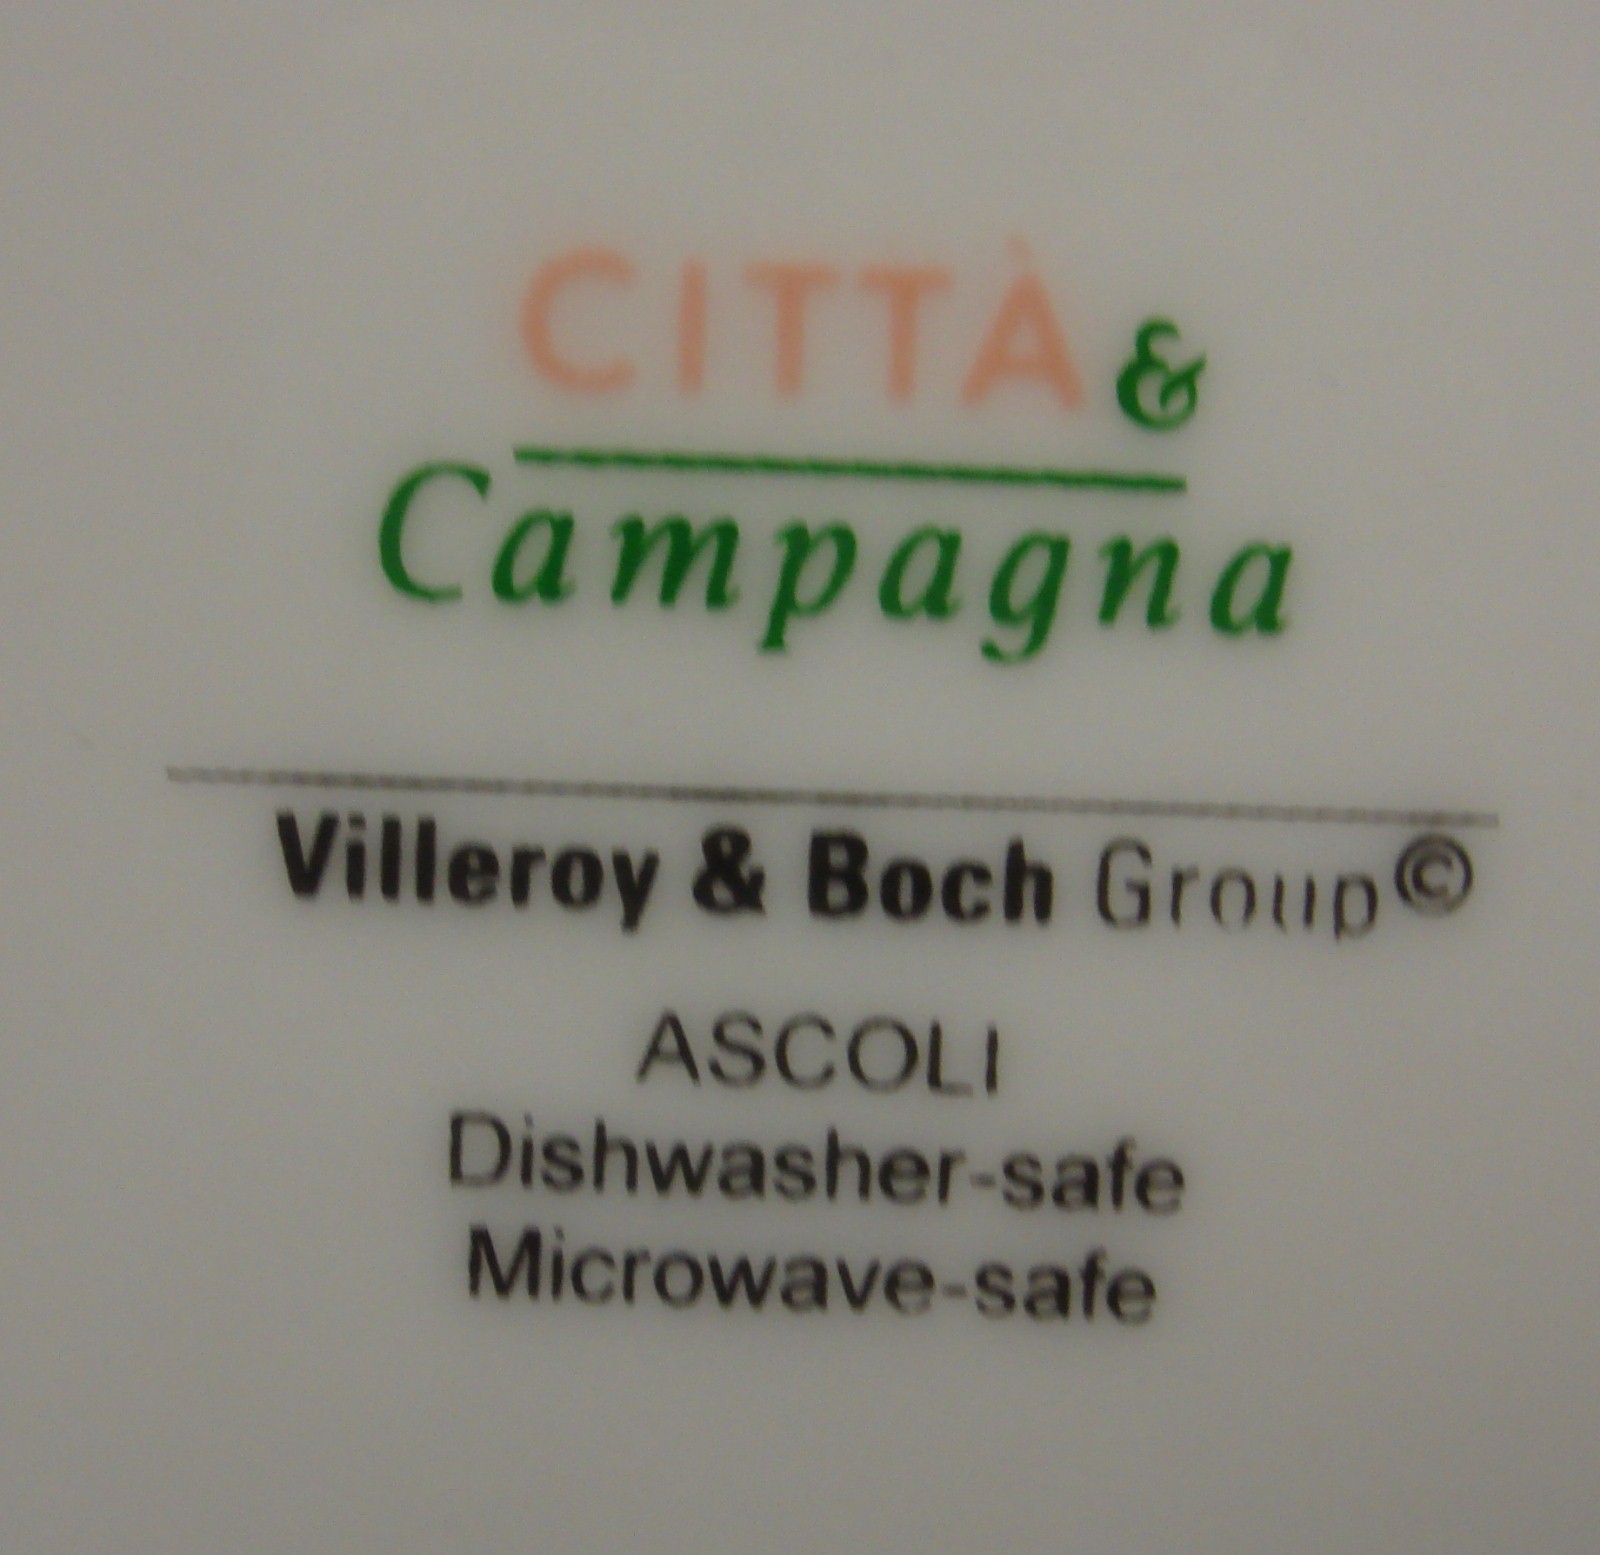 CITTÀ &
Campagna
Villeroy & Boch Group©
ASCOLI
Dishwasher-safe
Microwave-safe